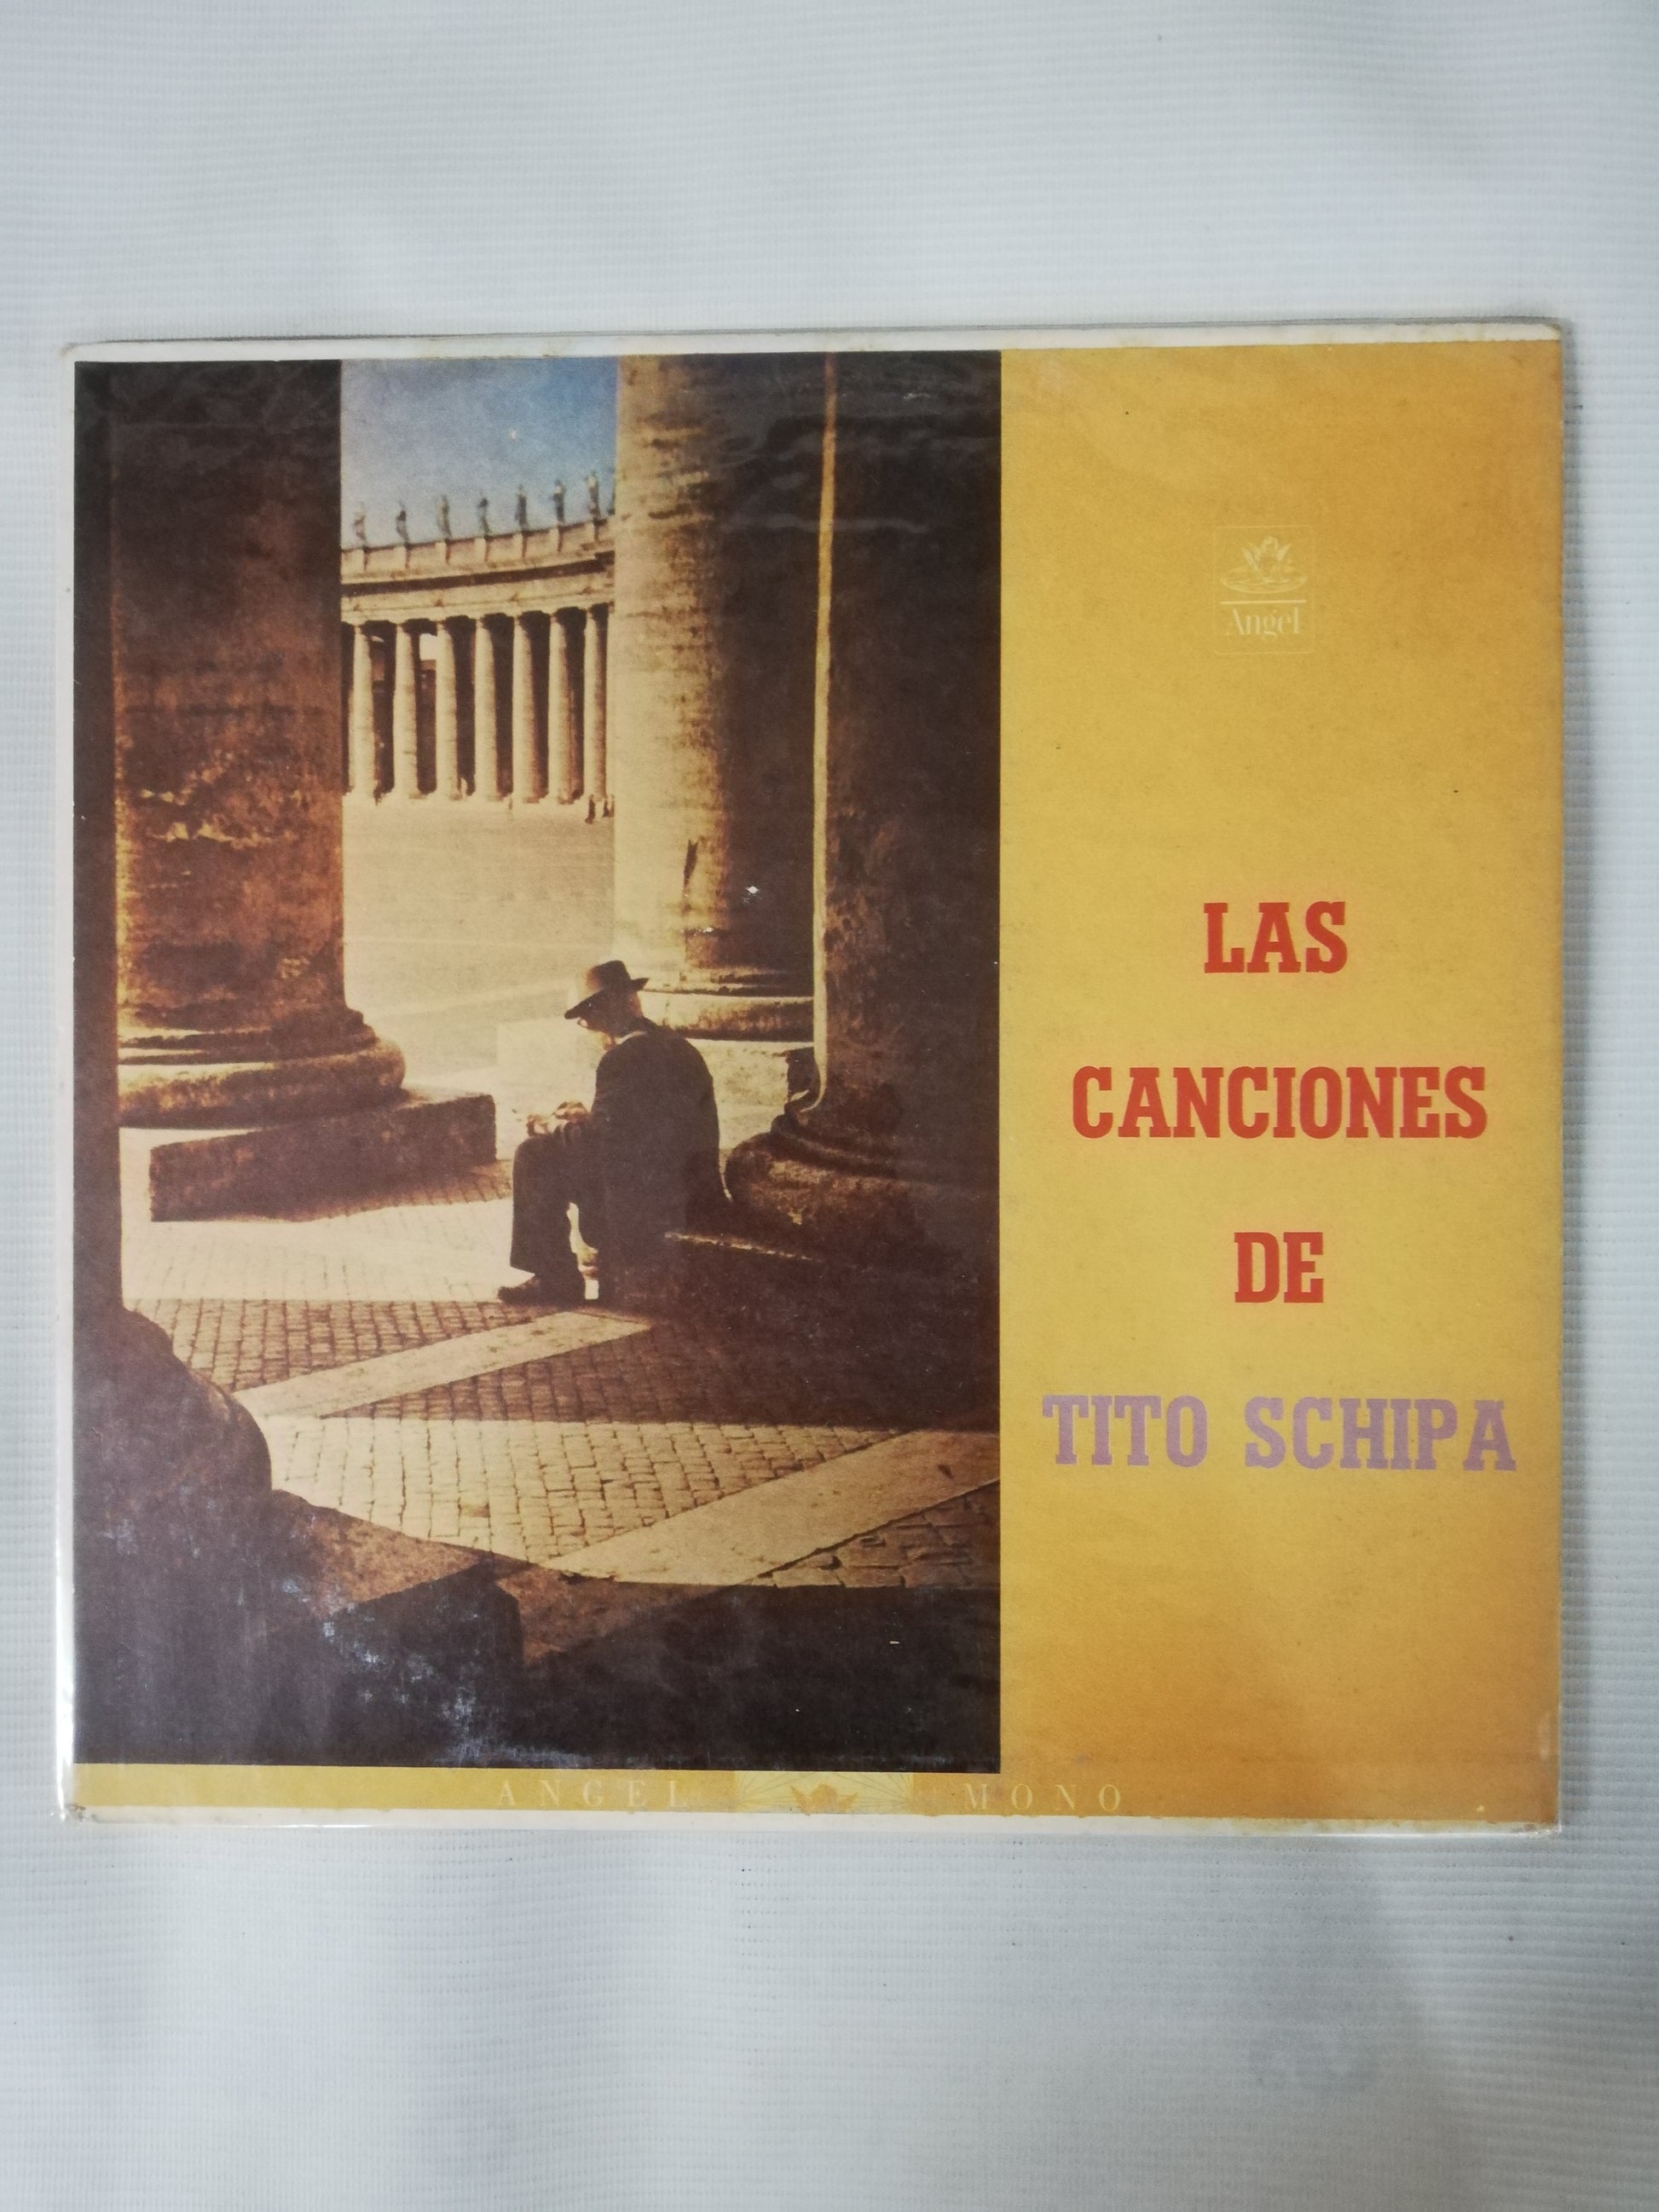 Angel
LAS
CANCIONES
DE
TITO SCHIPA
ANGEL MONO